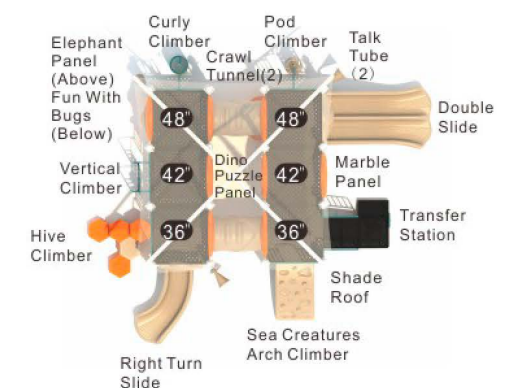 Curly
Climber
Pod
Climber
Talk
Tube
(2)
Elephant
Panel
(Above)
Fun With
Bugs
(Below)
Crawl
Tunnel(2)
Double
Slide
48"
48"
Vertical
Climber
42"
Dino
Puzzle
Panel
42"
Marble
Panel
Hive
Climber
36"
36"
Transfer
Station
Shade
Roof
Sea Creatures
Arch Climber
Right Turn
Slide